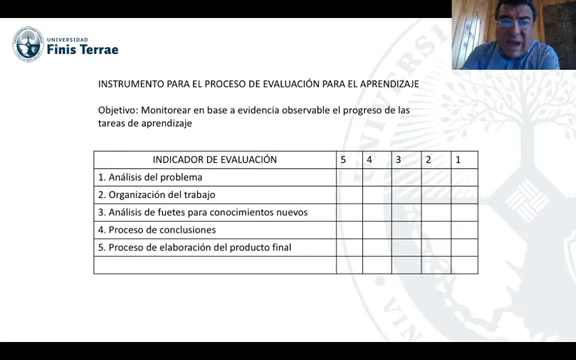 UNIVERSIDAD
Finis Terrae
INSTRUMENTO PARA EL PROCESO DE EVALUACIÓN PARA EL APRENDIZAJE
Objetivo: Monitorear en base a evidencia observable el progreso de las
tareas de aprendizaje
INDICADOR DE EVALUACIÓN 5 4 3 2 1
1. Análisis del problema
2. Organización del trabajo
3. Análisis de fuetes para conocimientos nuevos
4. Proceso de conclusiones
5. Proceso de elaboración del producto final